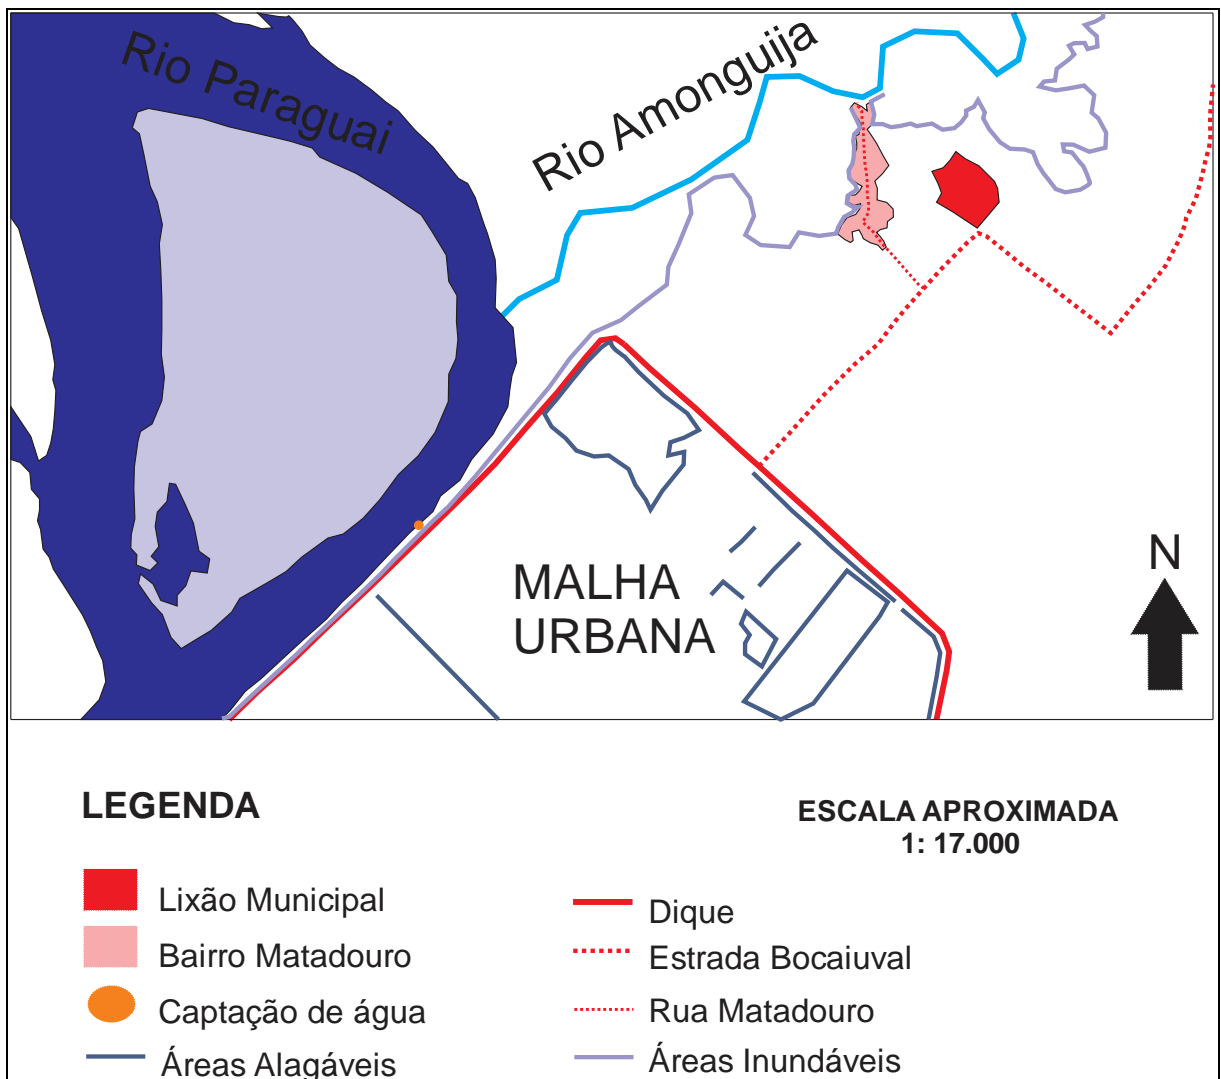 Rio Paraguai
Rio Amonguija
N
MALHA
URBANA
LEGENDA
ESCALA APROXIMADA
1: 17.000
Lixão Municipal
Bairro Matadouro
Captação de água
Áreas Alagáveis
Dique
Estrada Bocaiuval
Rua Matadouro
Áreas Inundáveis